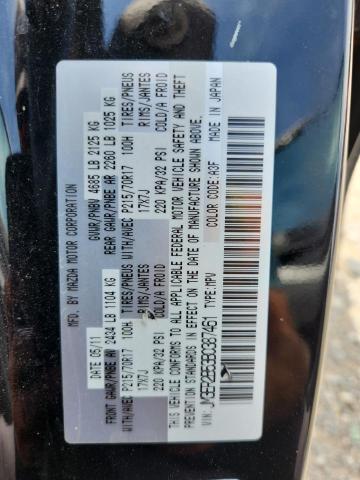 MFD. BY MAZDA MOTOR CORPORATION
DATE 05/11 GVWR/PNBV 4685 LB 2125 KG
FRONT GAWR/PNBE AV 2434 LB 1104 KG REAR GAWR/PNBE AR 2260 LB 1025 KG
WITH/AVEC P215/70R17 100H TIRES/PNEUS WITH/AVEC P215/70R17 100H TIRES/PNEUS
17X7J RIMS/JANTES 17X7J RIMS/JANTES
220 KPA/32 PSI COLD/A FROID 220 KPA/32 PSI COLD/A FROID
THIS VEHICLE CONFORMS TO ALL APPLICABLE FEDERAL MOTOR VEHICLE SAFETY AND THEFT
PREVENTION STANDARDS IN EFFECT ON THE DATE OF MANUFACTURE SHOWN ABOVE.
VIN: JM3ER2B53B0387461 TYPE: MPV COLOR CODE: A3F MADE IN JAPAN